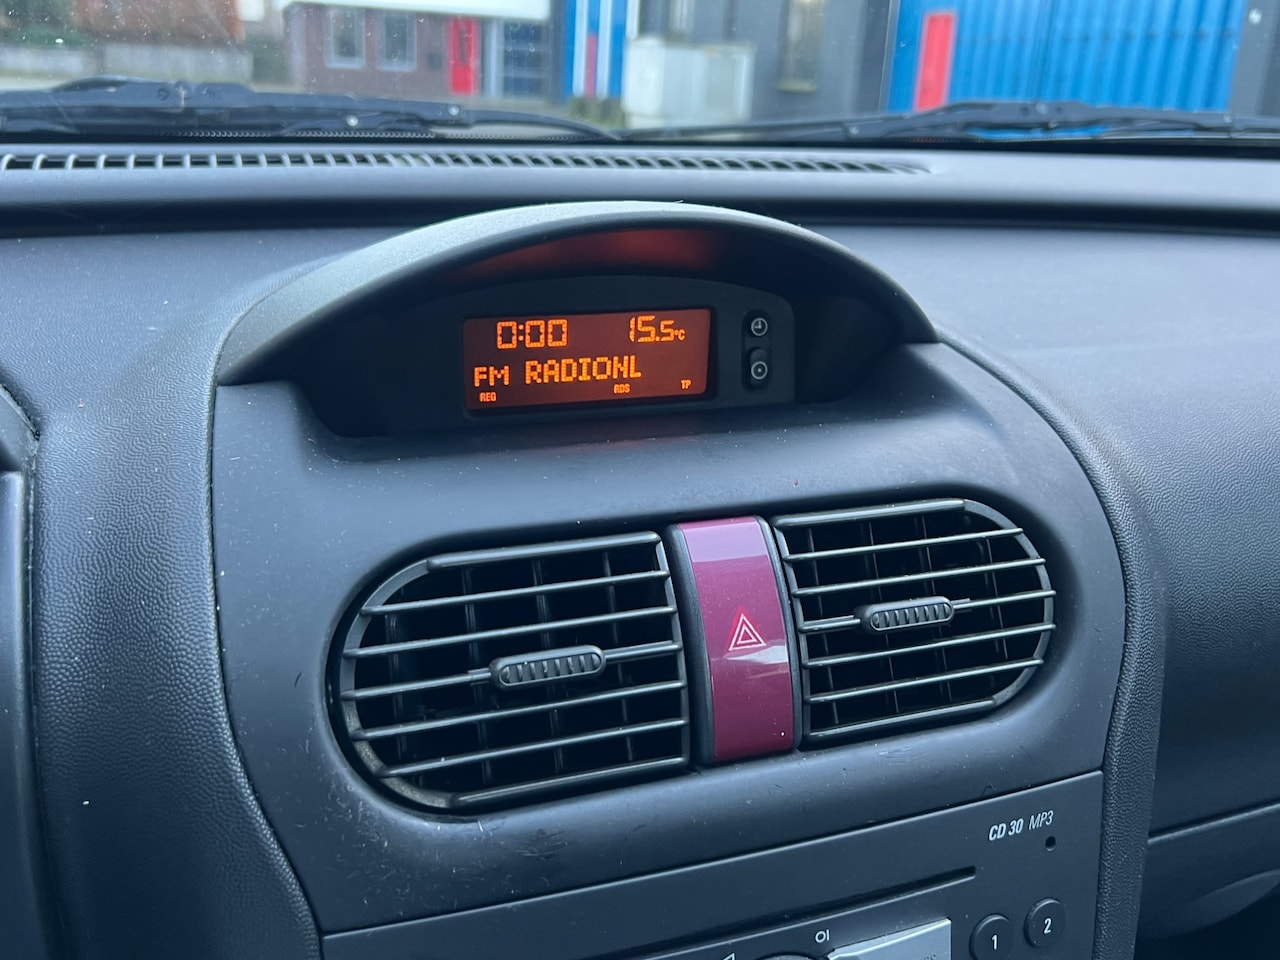 0:00 15.5°C
FM RADIONL
REG RDS TP
CD 30 MP3
1 2